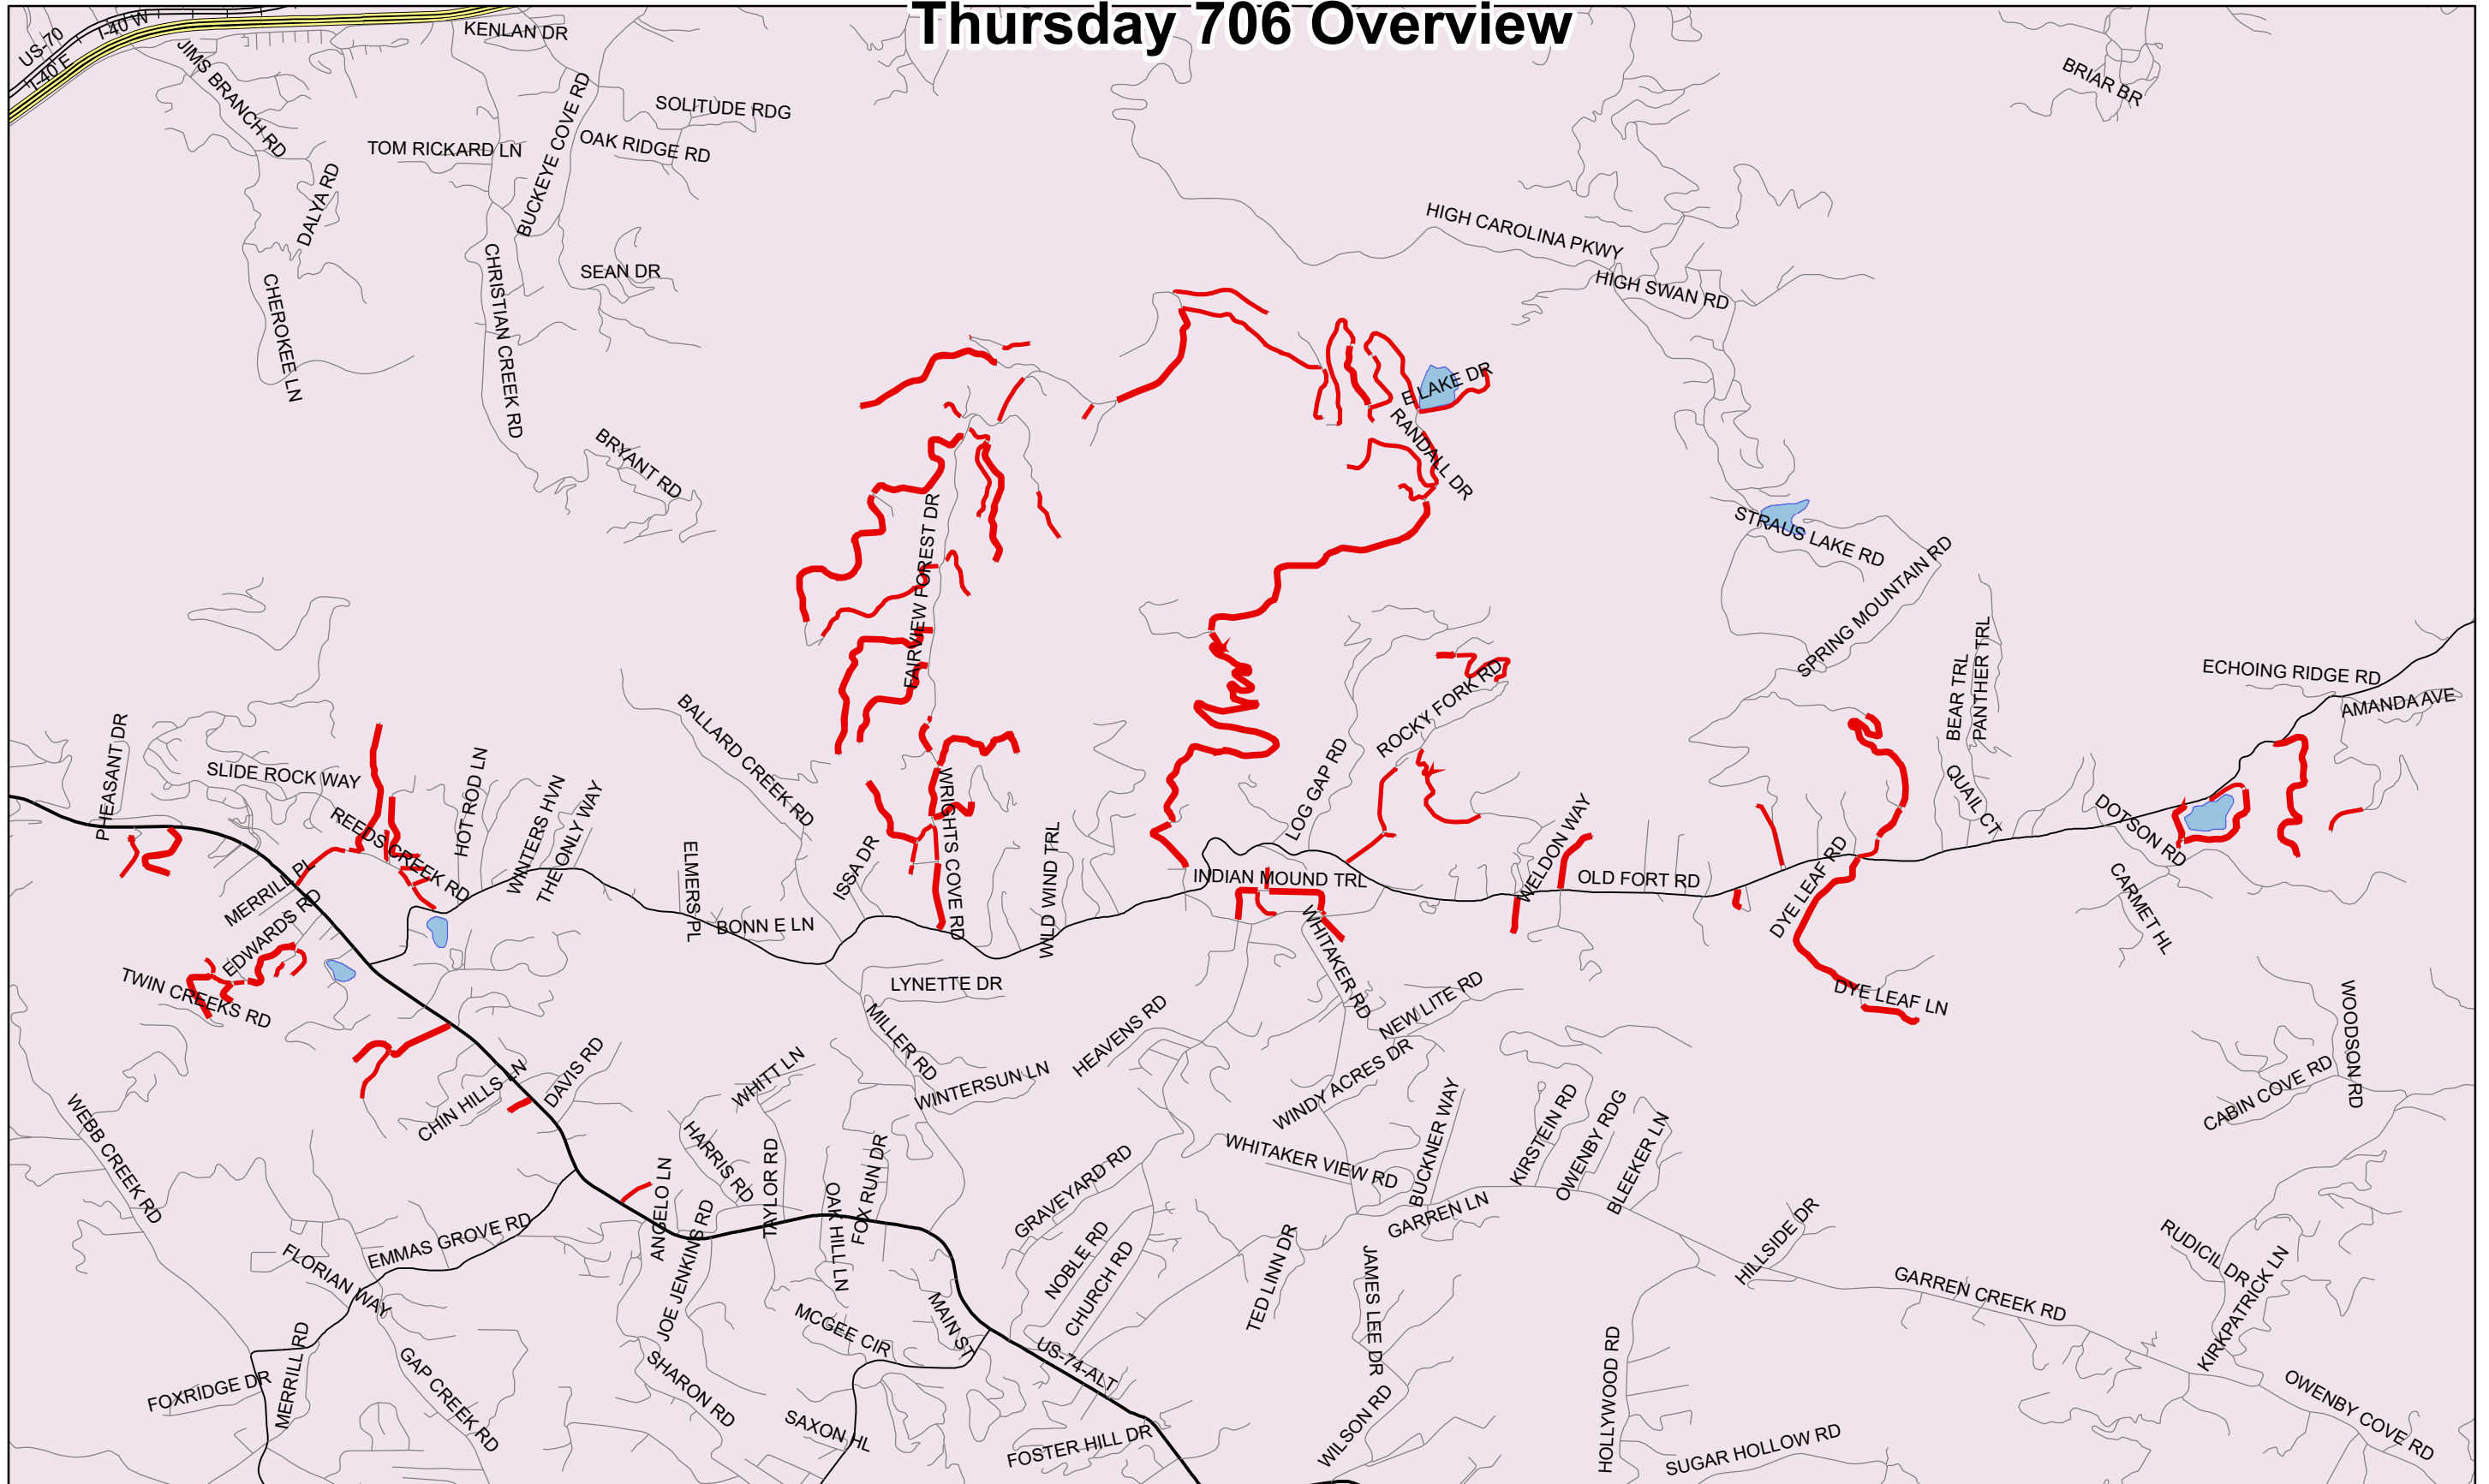 Thursday 706 Overview
US-70
I-40 W
I-40 E
KENLAN DR
JIMS BRANCH RD
BUCKEYE COVE RD
SOLITUDE RDG
OAK RIDGE RD
TOM RICKARD LN
DALYA RD
BRIAR BR
HIGH CAROLINA PKWY
HIGH SWAN RD
SEAN DR
CHEROKEE LN
CHRISTIAN CREEK RD
E LAKE DR
RANDALL DR
BRYANT RD
STRAUS LAKE RD
SPRING MOUNTAIN RD
FAIRVIEW FOREST DR
BEAR TRL
PANTHER TRL
ECHOING RIDGE RD
AMANDA AVE
ROCKY FORK RD
BALLARD CREEK RD
PHEASANT DR
SLIDE ROCK WAY
REEDS CREEK RD
HOT ROD LN
WINTERS HVN
THE ONLY WAY
LOG GAP RD
QUAIL CT
DOTSON RD
WRIGHTS COVE RD
WELDON WAY
ISSA DR
ELMERS PL
WILD WIND TRL
INDIAN MOUND TRL
OLD FORT RD
DYE LEAF RD
CARMET HL
MERRILL PL
EDWARDS RD
BONN E LN
WHITAKER RD
TWIN CREEKS RD
LYNETTE DR
NEW LITE RD
DYE LEAF LN
WOODSON RD
HEAVENS RD
MILLER RD
WINDY ACRES DR
CABIN COVE RD
CHIN HILLS LN
DAVIS RD
WHITT LN
WINTERSUN LN
WEBB CREEK RD
HARRIS RD
TAYLOR RD
FOX RUN DR
OAK HILL LN
GRAVEYARD RD
WHITAKER VIEW RD
BUCKNER WAY
KIRSTEIN RD
OWENBY RDG
BLEEKER LN
GARREN LN
ANGELO LN
JOE JENKINS RD
EMMAS GROVE RD
FLORIAN WAY
NOBLE RD
CHURCH RD
TED LINN DR
JAMES LEE DR
HILLSIDE DR
RUDICIL DR
KIRKPATRICK LN
GARREN CREEK RD
MAIN ST
MCGEE CIR
US-74-ALT
FOXRIDGE DR
MERRILL RD
GAP CREEK RD
SHARON RD
SAXON HL
FOSTER HILL DR
WILSON RD
HOLLYWOOD RD
SUGAR HOLLOW RD
OWENBY COVE RD